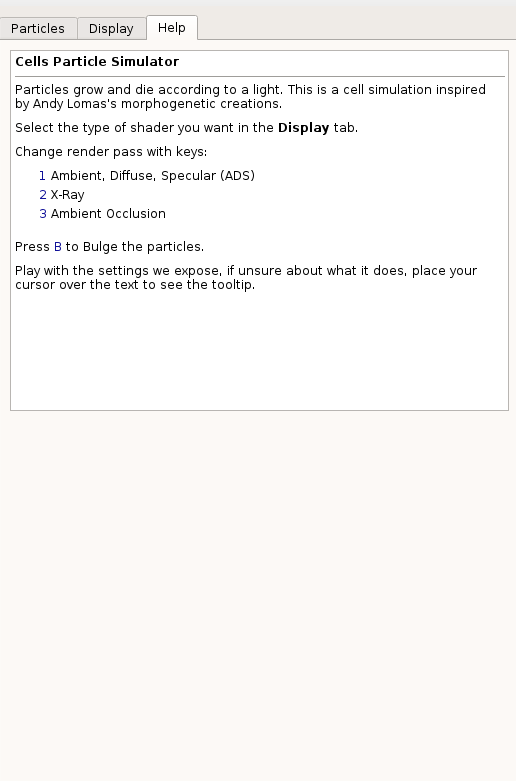 Particles Display Help
Cells Particle Simulator
Particles grow and die according to a light. This is a cell simulation inspired
by Andy Lomas's morphogenetic creations.
Select the type of shader you want in the Display tab.
Change render pass with keys:
1 Ambient, Diffuse, Specular (ADS)
2 X-Ray
3 Ambient Occlusion
Press B to Bulge the particles.
Play with the settings we expose, if unsure about what it does, place your
cursor over the text to see the tooltip.